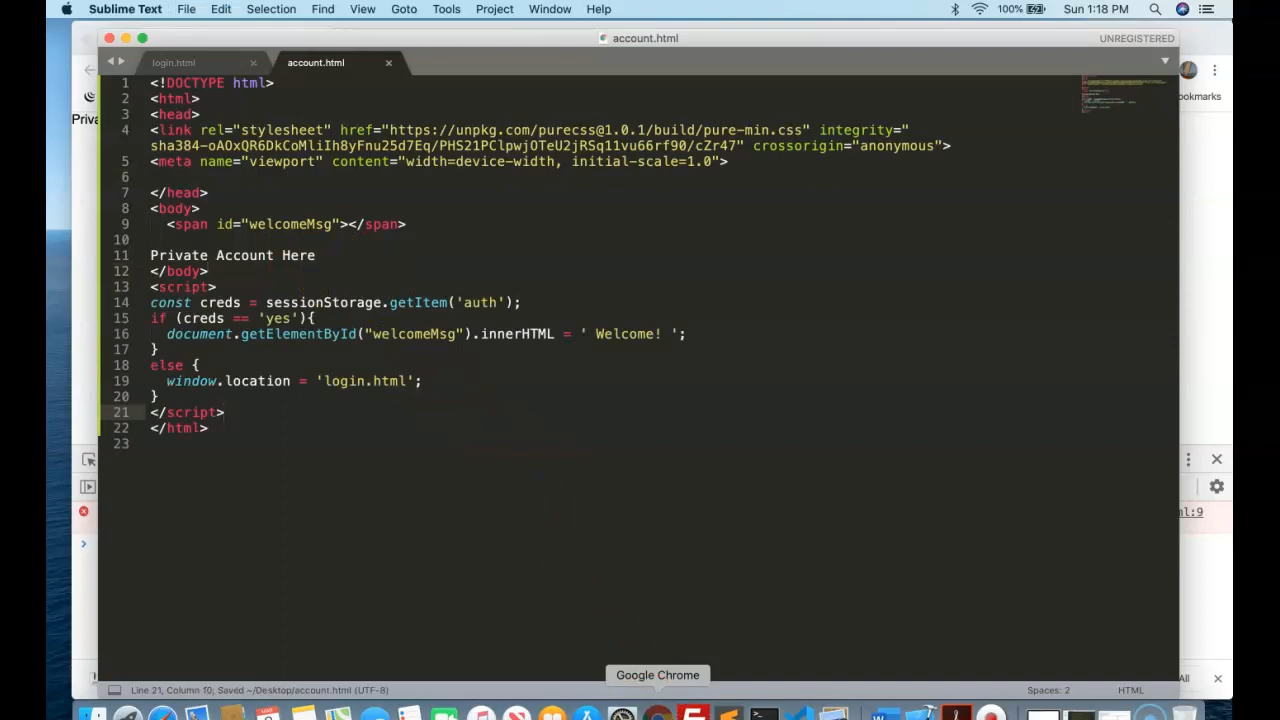 Sublime Text File Edit Selection Find View Goto Tools Project Window Help 100% Sun 1:18 PM
account.html UNREGISTERED
login.html account.html
ookmarks
Priva
1 <!DOCTYPE html>
2 <html>
3 <head>
4 <link rel="stylesheet" href="https://unpkg.com/purecss@1.0.1/build/pure-min.css" integrity="
sha384-oAOxQR6DkCoMliIh8yFnu25d7Eq/PHS21PClpwjOTeU2jRSq11vu66rf90/cZr47" crossorigin="anonymous">
5 <meta name="viewport" content="width=device-width, initial-scale=1.0">
6
7 </head>
8 <body>
9 <span id="welcomeMsg"></span>
10
11 Private Account Here
12 </body>
13 <script>
14 const creds = sessionStorage.getItem('auth');
15 if (creds == 'yes'){
16 document.getElementById("welcomeMsg").innerHTML = ' Welcome! ';
17 }
18 else {
19 window.location = 'login.html';
20 }
21 </script>
22 </html>
23
ml:9
Google Chrome
All
Line 21, Column 10; Saved ~/Desktop/account.html (UTF-8) Spaces: 2 HTML